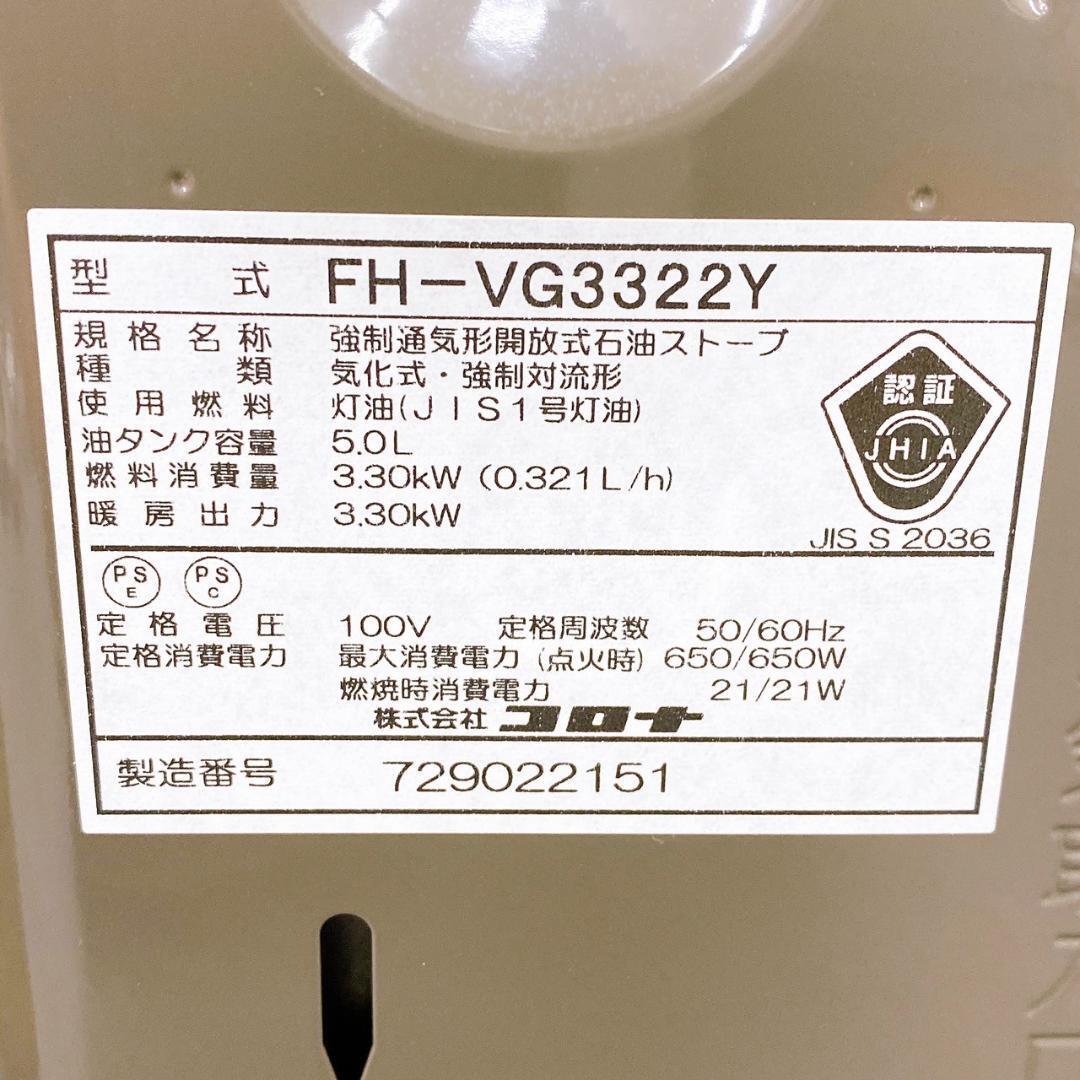 型式 FH-VG3322Y
規格名称 強制通気形開放式石油ストーブ
種類 気化式・強制対流形
使用燃料 灯油(JIS1号灯油)
油タンク容量 5.0L
燃料消費量 3.30kW (0.321L/h)
暖房出力 3.30kW
認証
JHIA
JIS S 2036
PSE PSC
定格電圧 100V 定格周波数 50/60Hz
定格消費電力 最大消費電力 (点火時) 650/650W
燃焼時消費電力 21/21W
株式会社 コロナ
製造番号 729022151